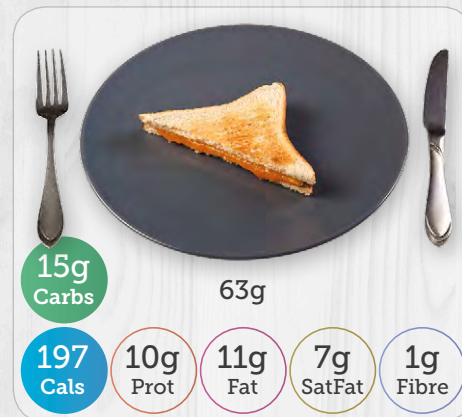 15g
Carbs
63g
197
Cals
10g
Prot
11g
Fat
7g
SatFat
1g
Fibre